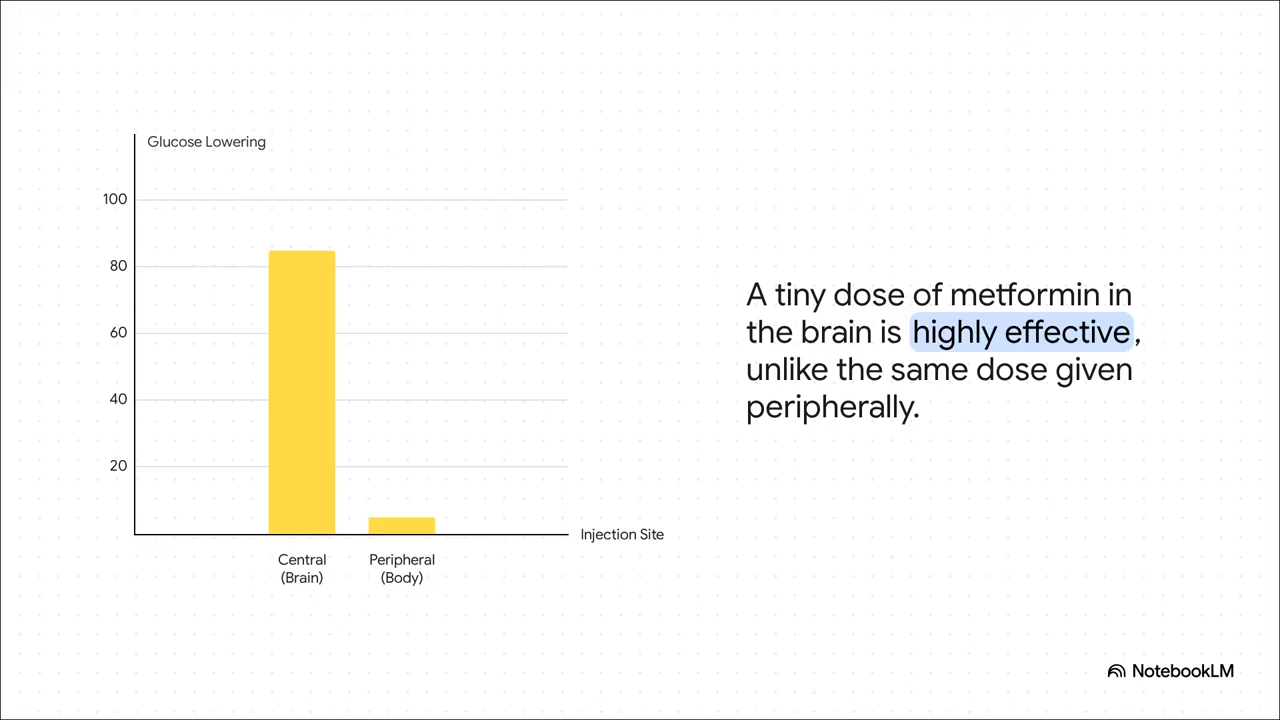 Glucose Lowering
100
80
60
40
20
Injection Site
Central
(Brain)
Peripheral
(Body)
A tiny dose of metformin in
the brain is highly effective,
unlike the same dose given
peripherally.
NotebookLM